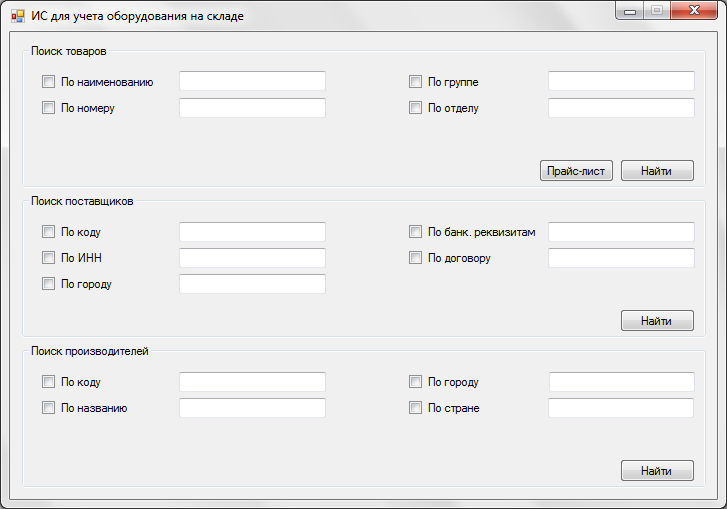 ИС для учета оборудования на складе
Поиск товаров
По наименованию По группе
По номеру По отделу
Прайс-лист Найти
Поиск поставщиков
По коду По банк. реквизитам
По ИНН По договору
По городу
Найти
Поиск производителей
По коду По городу
По названию По стране
Найти